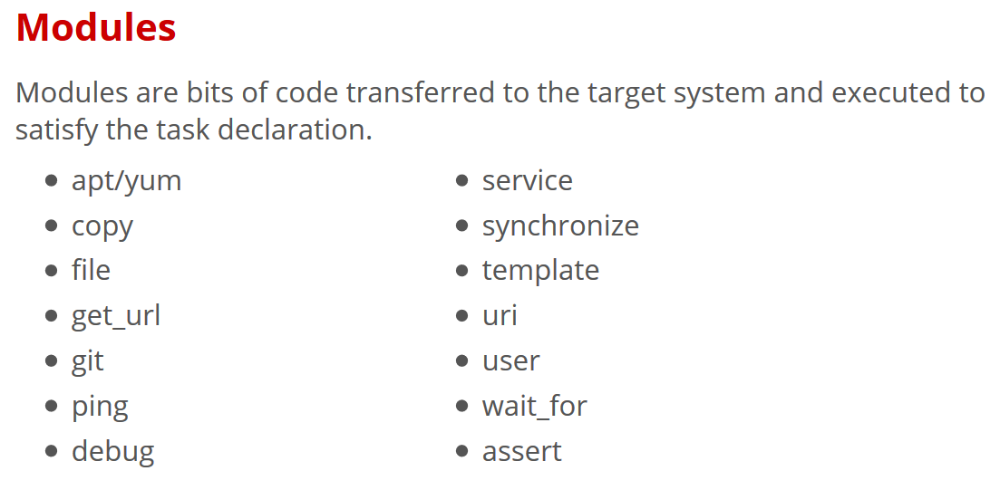 Modules
Modules are bits of code transferred to the target system and executed to
satisfy the task declaration.
• apt/yum
• copy
• file
• get_url
• git
• ping
• debug
• service
• synchronize
• template
• uri
• user
• wait_for
• assert